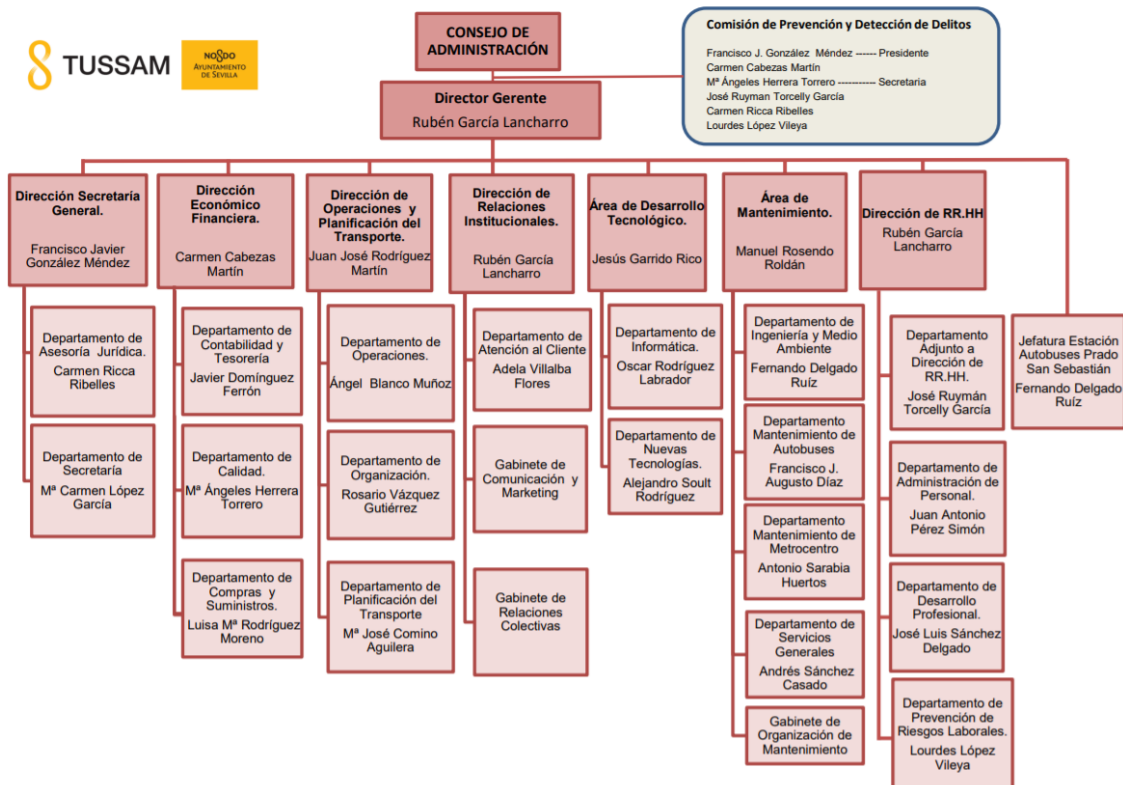 TUSSAM
NO8DO
AYUNTAMIENTO
DE SEVILLA
CONSEJO DE
ADMINISTRACIÓN
Comisión de Prevención y Detección de Delitos
Francisco J. González Méndez ------ Presidente
Carmen Cabezas Martín
Mª Ángeles Herrera Torrero ----------- Secretaria
José Ruyman Torcelly García
Carmen Ricca Ribelles
Lourdes López Vileya
Director Gerente
Rubén García Lancharro
Dirección Secretaría
General.
Francisco Javier
González Méndez
Departamento de
Asesoría Jurídica.
Carmen Ricca
Ribelles
Departamento de
Secretaría
Mª Carmen López
García
Dirección
Económico
Financiera.
Carmen Cabezas
Martín
Departamento de
Contabilidad y
Tesorería
Javier Domínguez
Ferrón
Departamento de
Calidad.
Mª Ángeles Herrera
Torrero
Departamento de
Compras y
Suministros.
Luisa Mª Rodríguez
Moreno
Dirección de
Operaciones y
Planificación del
Transporte.
Juan José Rodríguez
Martín
Departamento de
Operaciones.
Ángel Blanco Muñoz
Departamento de
Organización.
Rosario Vázquez
Gutiérrez
Departamento de
Planificación del
Transporte
Mª José Comino
Aguilera
Dirección de
Relaciones
Institucionales.
Rubén García
Lancharro
Departamento de
Atención al Cliente
Adela Villalba
Flores
Gabinete de
Comunicación y
Marketing
Gabinete de
Relaciones
Colectivas
Área de Desarrollo
Tecnológico.
Jesús Garrido Rico
Departamento de
Informática.
Oscar Rodríguez
Labrador
Departamento de
Nuevas
Tecnologías.
Alejandro Soult
Rodríguez
Área de
Mantenimiento.
Manuel Rosendo
Roldán
Departamento de
Ingeniería y Medio
Ambiente
Fernando Delgado
Ruíz
Departamento
Mantenimiento de
Autobuses
Francisco J.
Augusto Díaz
Departamento
Mantenimiento de
Metrocentro
Antonio Sarabia
Huertos
Departamento de
Servicios
Generales
Andrés Sánchez
Casado
Gabinete de
Organización de
Mantenimiento
Dirección de RR.HH
Rubén García
Lancharro
Departamento
Adjunto a
Dirección de
RR.HH.
José Ruymán
Torcelly García
Departamento de
Administración de
Personal.
Juan Antonio
Pérez Simón
Departamento de
Desarrollo
Profesional.
José Luis Sánchez
Delgado
Departamento de
Prevención de
Riesgos Laborales.
Lourdes López
Vileya
Jefatura Estación
Autobuses Prado
San Sebastián
Fernando Delgado
Ruíz